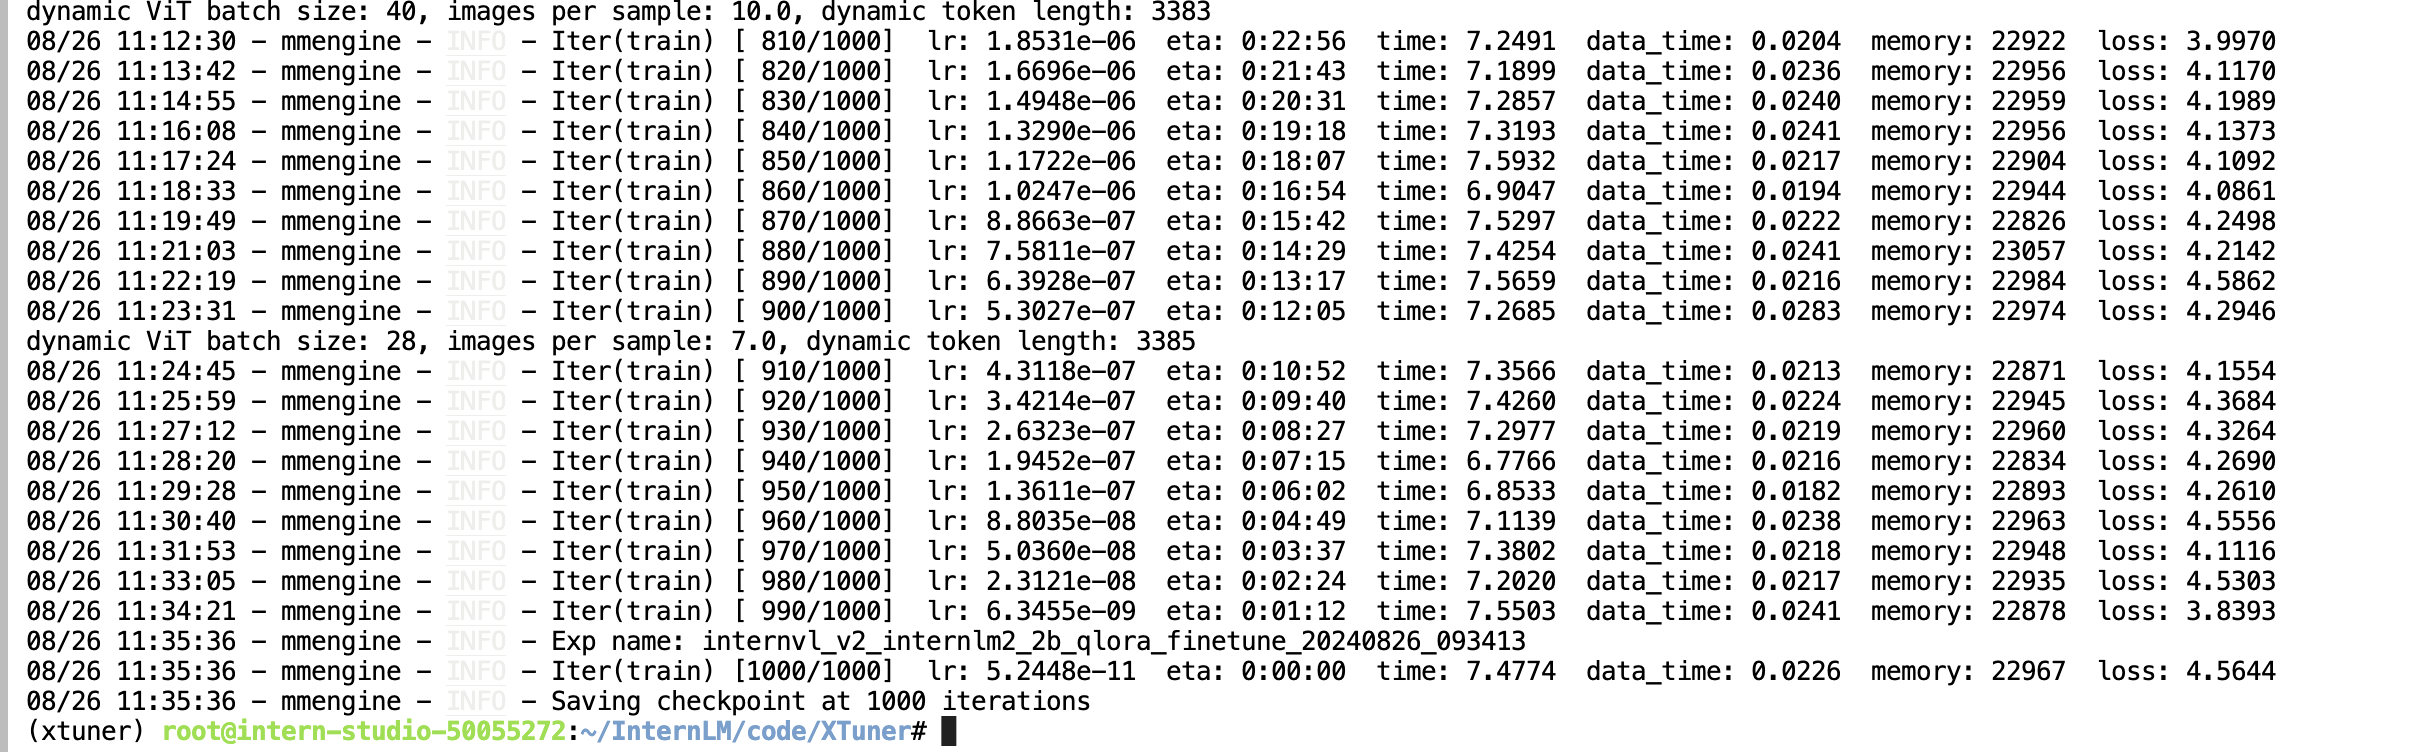 dynamic ViT batch size: 40, images per sample: 10.0, dynamic token length: 3383
08/26 11:12:30 - mmengine - INFO - Iter(train) [ 810/1000]  lr: 1.8531e-06  eta: 0:22:56  time: 7.2491  data_time: 0.0204  memory: 22922  loss: 3.9970
08/26 11:13:42 - mmengine - INFO - Iter(train) [ 820/1000]  lr: 1.6696e-06  eta: 0:21:43  time: 7.1899  data_time: 0.0236  memory: 22956  loss: 4.1170
08/26 11:14:55 - mmengine - INFO - Iter(train) [ 830/1000]  lr: 1.4948e-06  eta: 0:20:31  time: 7.2857  data_time: 0.0240  memory: 22959  loss: 4.1989
08/26 11:16:08 - mmengine - INFO - Iter(train) [ 840/1000]  lr: 1.3290e-06  eta: 0:19:18  time: 7.3193  data_time: 0.0241  memory: 22956  loss: 4.1373
08/26 11:17:24 - mmengine - INFO - Iter(train) [ 850/1000]  lr: 1.1722e-06  eta: 0:18:07  time: 7.5932  data_time: 0.0217  memory: 22904  loss: 4.1092
08/26 11:18:33 - mmengine - INFO - Iter(train) [ 860/1000]  lr: 1.0247e-06  eta: 0:16:54  time: 6.9047  data_time: 0.0194  memory: 22944  loss: 4.0861
08/26 11:19:49 - mmengine - INFO - Iter(train) [ 870/1000]  lr: 8.8663e-07  eta: 0:15:42  time: 7.5297  data_time: 0.0222  memory: 22826  loss: 4.2498
08/26 11:21:03 - mmengine - INFO - Iter(train) [ 880/1000]  lr: 7.5811e-07  eta: 0:14:29  time: 7.4254  data_time: 0.0241  memory: 23057  loss: 4.2142
08/26 11:22:19 - mmengine - INFO - Iter(train) [ 890/1000]  lr: 6.3928e-07  eta: 0:13:17  time: 7.5659  data_time: 0.0216  memory: 22984  loss: 4.5862
08/26 11:23:31 - mmengine - INFO - Iter(train) [ 900/1000]  lr: 5.3027e-07  eta: 0:12:05  time: 7.2685  data_time: 0.0283  memory: 22974  loss: 4.2946
dynamic ViT batch size: 28, images per sample: 7.0, dynamic token length: 3385
08/26 11:24:45 - mmengine - INFO - Iter(train) [ 910/1000]  lr: 4.3118e-07  eta: 0:10:52  time: 7.3566  data_time: 0.0213  memory: 22871  loss: 4.1554
08/26 11:25:59 - mmengine - INFO - Iter(train) [ 920/1000]  lr: 3.4214e-07  eta: 0:09:40  time: 7.4260  data_time: 0.0224  memory: 22945  loss: 4.3684
08/26 11:27:12 - mmengine - INFO - Iter(train) [ 930/1000]  lr: 2.6323e-07  eta: 0:08:27  time: 7.2977  data_time: 0.0219  memory: 22960  loss: 4.3264
08/26 11:28:20 - mmengine - INFO - Iter(train) [ 940/1000]  lr: 1.9452e-07  eta: 0:07:15  time: 6.7766  data_time: 0.0216  memory: 22834  loss: 4.2690
08/26 11:29:28 - mmengine - INFO - Iter(train) [ 950/1000]  lr: 1.3611e-07  eta: 0:06:02  time: 6.8533  data_time: 0.0182  memory: 22893  loss: 4.2610
08/26 11:30:40 - mmengine - INFO - Iter(train) [ 960/1000]  lr: 8.8035e-08  eta: 0:04:49  time: 7.1139  data_time: 0.0238  memory: 22963  loss: 4.5556
08/26 11:31:53 - mmengine - INFO - Iter(train) [ 970/1000]  lr: 5.0360e-08  eta: 0:03:37  time: 7.3802  data_time: 0.0218  memory: 22948  loss: 4.1116
08/26 11:33:05 - mmengine - INFO - Iter(train) [ 980/1000]  lr: 2.3121e-08  eta: 0:02:24  time: 7.2020  data_time: 0.0217  memory: 22935  loss: 4.5303
08/26 11:34:21 - mmengine - INFO - Iter(train) [ 990/1000]  lr: 6.3455e-09  eta: 0:01:12  time: 7.5503  data_time: 0.0241  memory: 22878  loss: 3.8393
08/26 11:35:36 - mmengine - INFO - Exp name: internvl_v2_internlm2_2b_qlora_finetune_20240826_093413
08/26 11:35:36 - mmengine - INFO - Iter(train) [1000/1000]  lr: 5.2448e-11  eta: 0:00:00  time: 7.4774  data_time: 0.0226  memory: 22967  loss: 4.5644
08/26 11:35:36 - mmengine - INFO - Saving checkpoint at 1000 iterations
(xtuner) root@intern-studio-50055272:~/InternLM/code/XTuner#